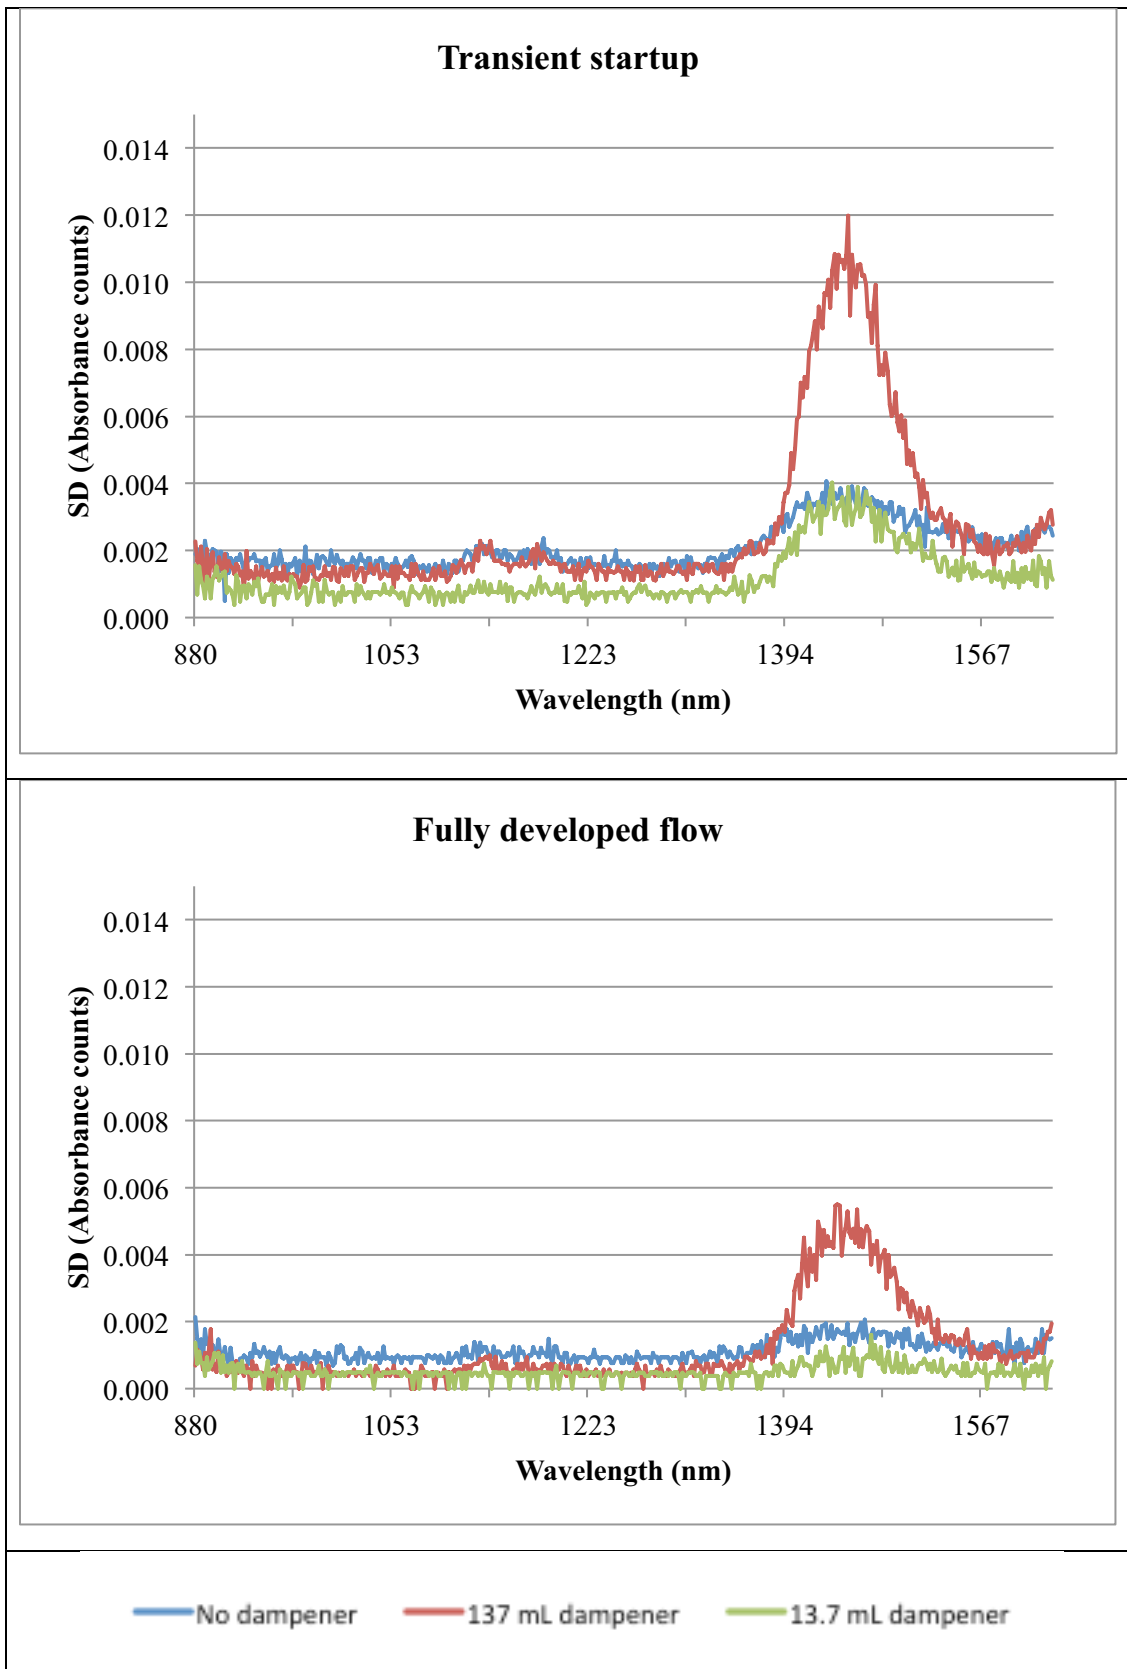 Transient startup
0.014
0.012
0.010
0.008
0.006
0.004
0.002
0.000
SD (Absorbance counts)
880 1053 1223 1394 1567
Wavelength (nm)
Fully developed flow
0.014
0.012
0.010
0.008
0.006
0.004
0.002
0.000
SD (Absorbance counts)
880 1053 1223 1394 1567
Wavelength (nm)
No dampener 137 mL dampener 13.7 mL dampener